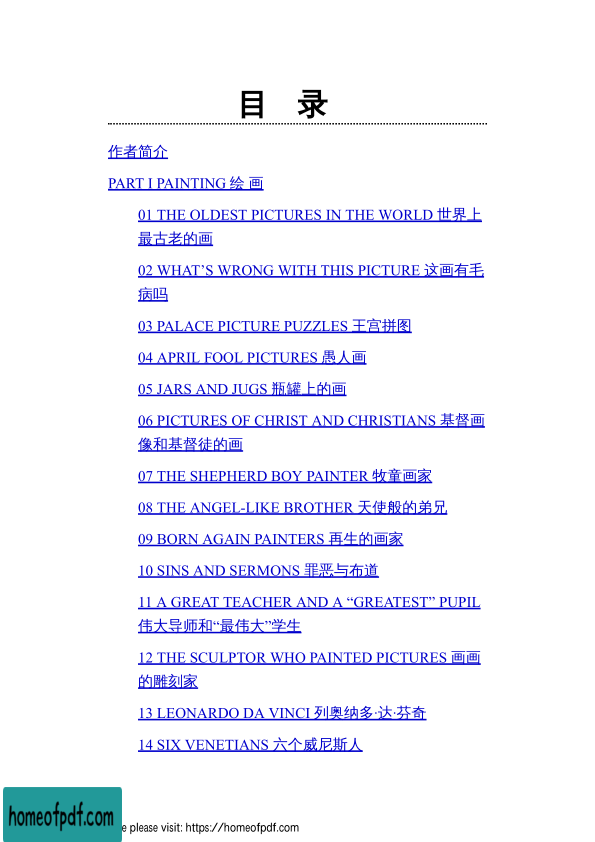 目 录
作者简介
PART I PAINTING 绘 画
01 THE OLDEST PICTURES IN THE WORLD 世界上
最古老的画
02 WHAT’S WRONG WITH THIS PICTURE 这画有毛
病吗
03 PALACE PICTURE PUZZLES 王宫拼图
04 APRIL FOOL PICTURES 愚人画
05 JARS AND JUGS 瓶罐上的画
06 PICTURES OF CHRIST AND CHRISTIANS 基督画
像和基督徒的画
07 THE SHEPHERD BOY PAINTER 牧童画家
08 THE ANGEL-LIKE BROTHER 天使般的弟兄
09 BORN AGAIN PAINTERS 再生的画家
10 SINS AND SERMONS 罪恶与布道
11 A GREAT TEACHER AND A “GREATEST” PUPIL
伟大导师和“最伟大”学生
12 THE SCULPTOR WHO PAINTED PICTURES 画画
的雕刻家
13 LEONARDO DA VINCI 列奥纳多·达·芬奇
14 SIX VENETIANS 六个威尼斯人
homeofpdf.com
please visit: https://homeofpdf.com